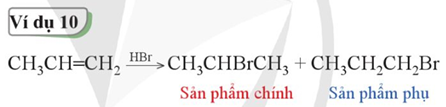 Ví dụ 10
CH₃CH=CH₂ —HBr→ CH₃CHBrCH₃ + CH₃CH₂CH₂Br
Sản phẩm chính Sản phẩm phụ